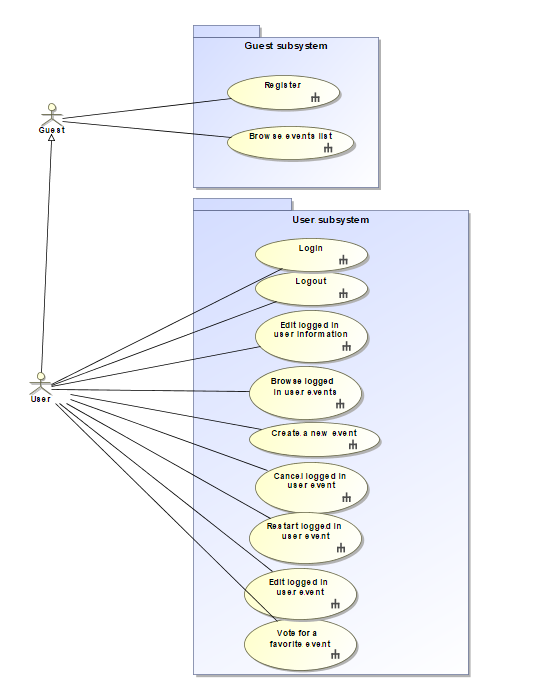 Guest subsystem
Register
Browse events list
Guest
User subsystem
Login
Logout
Edit logged in
user information
Browse logged
in user events
Create a new event
Cancel logged in
user event
Restart logged in
user event
Edit logged in
user event
Vote for a
favorite event
User